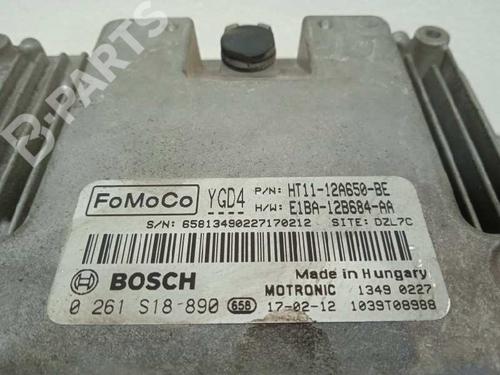 B-PARTS
FoMoCo YGD4 P/N: HT11-12A650-BE
H/W: E1BA-12B684-AA
S/N: 65813490227170212 SITE: DZL7C
BOSCH Made in Hungary
MOTRONIC 1349 0227
0 261 S18 890 658 17-02-12 1039T08988